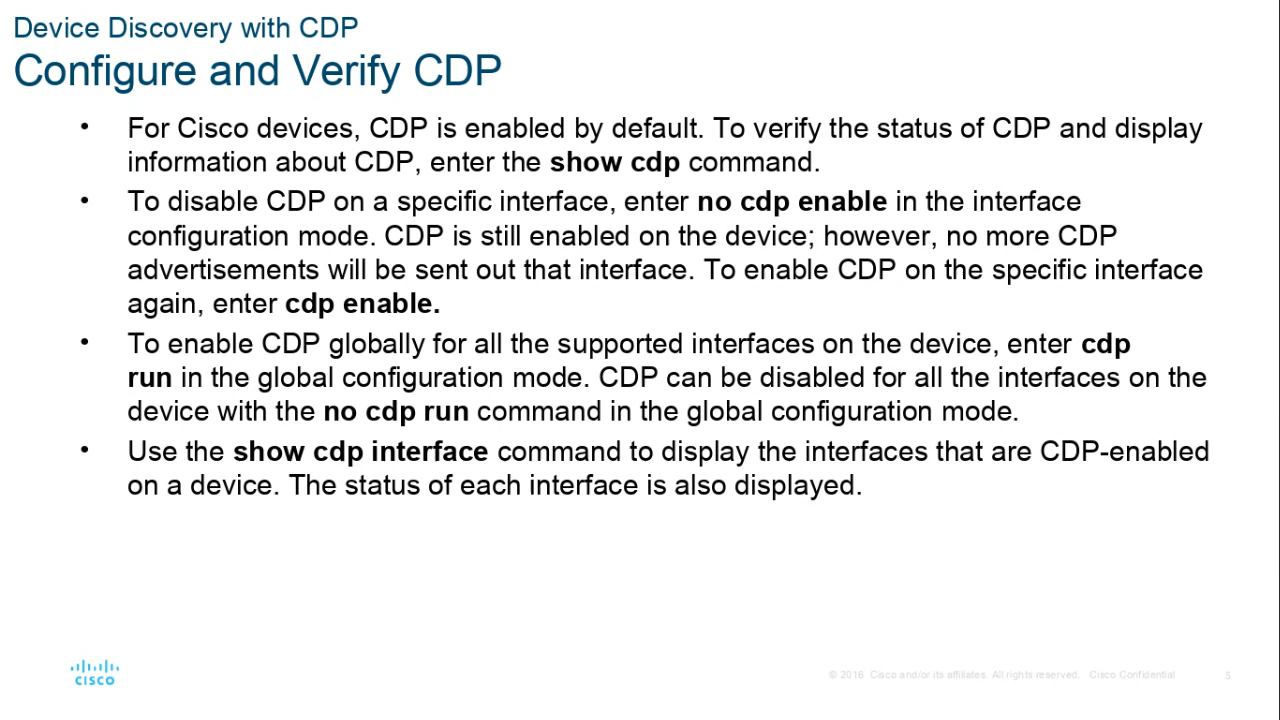 Device Discovery with CDP
Configure and Verify CDP
• For Cisco devices, CDP is enabled by default. To verify the status of CDP and display
information about CDP, enter the show cdp command.
• To disable CDP on a specific interface, enter no cdp enable in the interface
configuration mode. CDP is still enabled on the device; however, no more CDP
advertisements will be sent out that interface. To enable CDP on the specific interface
again, enter cdp enable.
• To enable CDP globally for all the supported interfaces on the device, enter cdp
run in the global configuration mode. CDP can be disabled for all the interfaces on the
device with the no cdp run command in the global configuration mode.
• Use the show cdp interface command to display the interfaces that are CDP-enabled
on a device. The status of each interface is also displayed.
CISCO
© 2016 Cisco and/or its affiliates. All rights reserved. Cisco Confidential 5